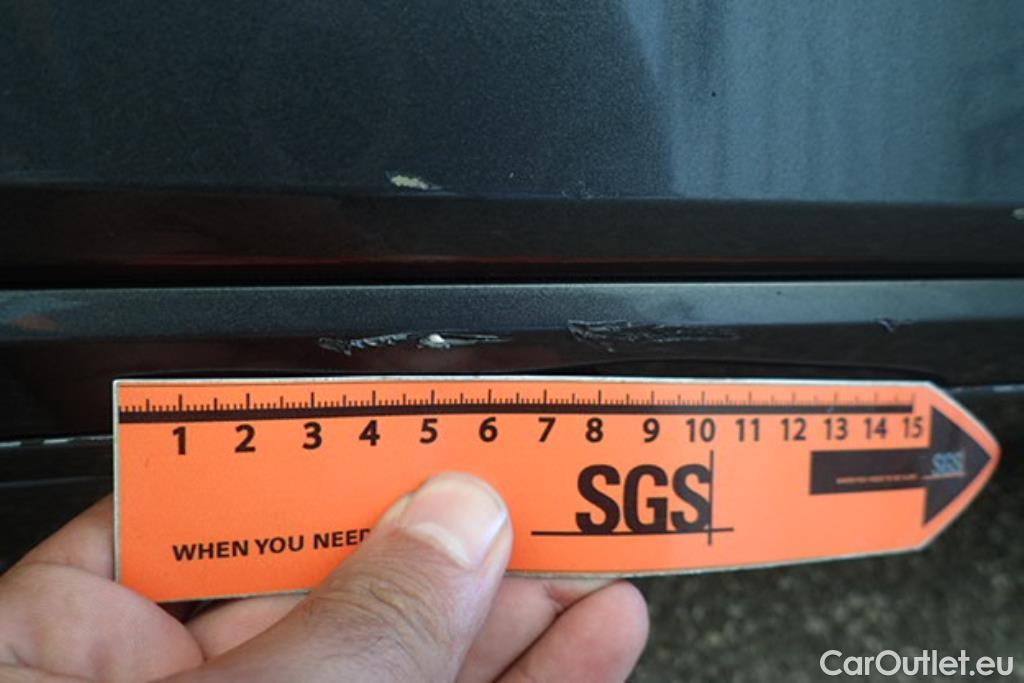 1 2 3 4 5 6 7 8 9 10 11 12 13 14 15
SGS
SGS
WHEN YOU NEED
CarOutlet.eu